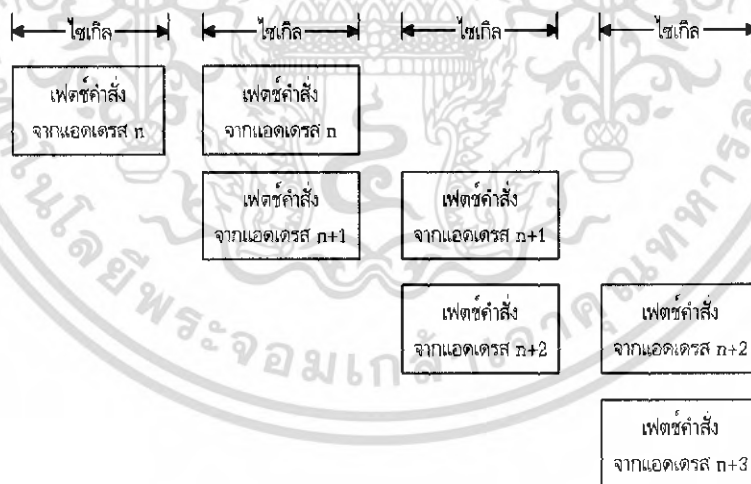 ไซเกิล ไซเกิล ไซเกิล ไซเกิล
เฟตช์คำสั่ง
จากแอดเดรส n
เฟตช์คำสั่ง
จากแอดเดรส n
เฟตช์คำสั่ง
จากแอดเดรส n+1
เฟตช์คำสั่ง
จากแอดเดรส n+1
เฟตช์คำสั่ง
จากแอดเดรส n+2
เฟตช์คำสั่ง
จากแอดเดรส n+2
เฟตช์คำสั่ง
จากแอดเดรส n+3